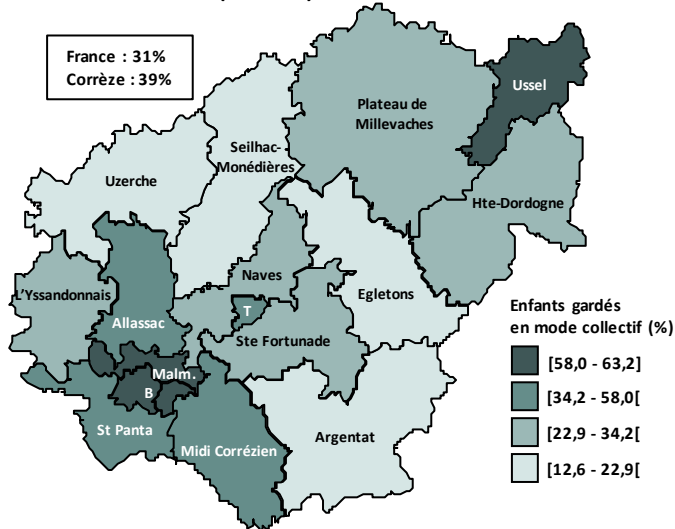 France : 31%
Corrèze : 39%
Ussel
Plateau de
Millevaches
Seilhac-
Monédières
Uzerche
Hte-Dordogne
Naves
L'Yssandonnais
Egletons
T
Allassac
Ste Fortunade
Malm.
B
St Panta
Midi Corrézien
Argentat
Enfants gardés
en mode collectif (%)
[58,0 - 63,2]
[34,2 - 58,0[
[22,9 - 34,2[
[12,6 - 22,9[